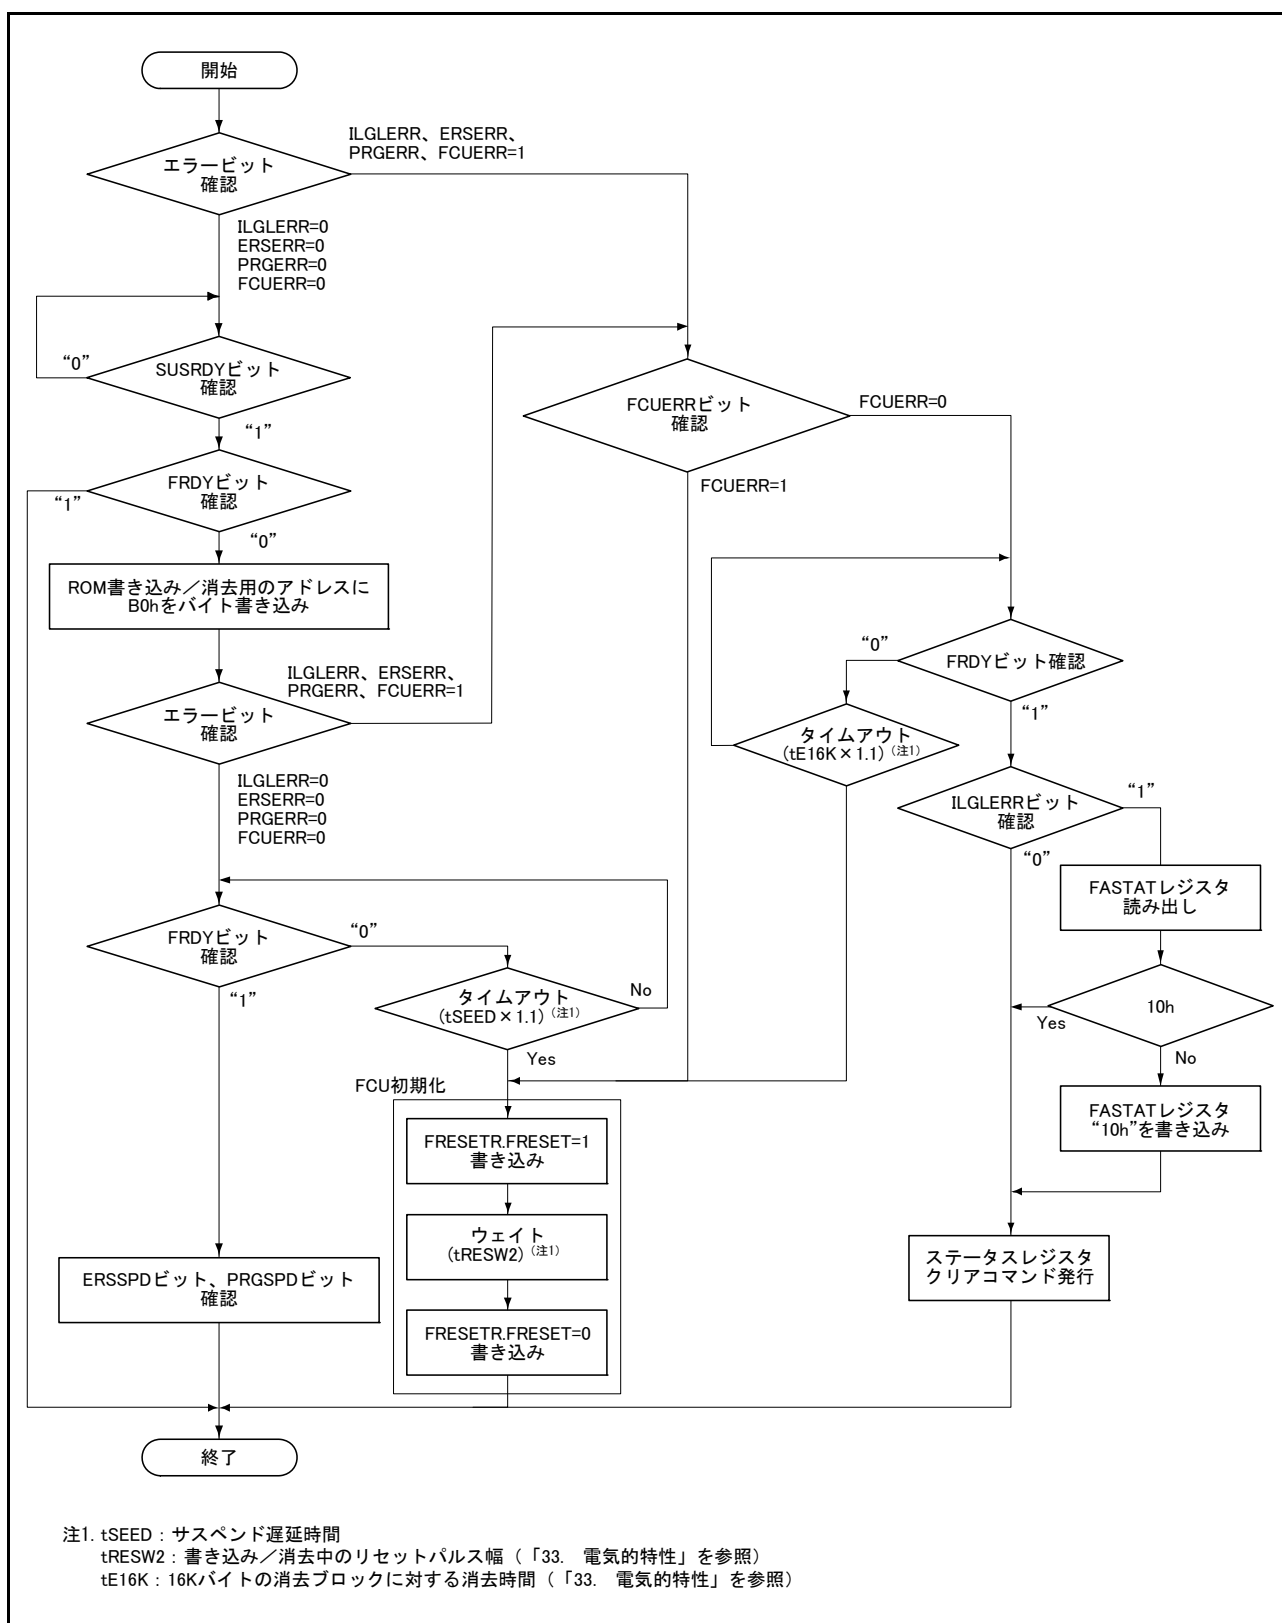 開始
エラービット
確認
ILGLERR、ERSERR、
PRGERR、FCUERR=1
ILGLERR=0
ERSERR=0
PRGERR=0
FCUERR=0
“0”
SUSRDYビット
確認
“1”
FRDYビット
確認
“1”
“0”
ROM書き込み／消去用のアドレスに
B0hをバイト書き込み
エラービット
確認
ILGLERR、ERSERR、
PRGERR、FCUERR=1
ILGLERR=0
ERSERR=0
PRGERR=0
FCUERR=0
FRDYビット
確認
“0”
“1”
タイムアウト
(tSEED×1.1)(注1)
No
Yes
ERSSPDビット、PRGSPDビット
確認
FCUERRビット
確認
FCUERR=0
FCUERR=1
FRDYビット確認
“0”
“1”
タイムアウト
(tE16K×1.1)(注1)
ILGLERRビット
確認
“1”
“0”
FASTATレジスタ
読み出し
10h
Yes
No
FASTATレジスタ
“10h”を書き込み
ステータスレジスタ
クリアコマンド発行
FCU初期化
FRESETR.FRESET=1
書き込み
ウェイト
(tRESW2)(注1)
FRESETR.FRESET=0
書き込み
終了
注1. tSEED：サスペンド遅延時間
tRESW2：書き込み／消去中のリセットパルス幅（「33. 電気的特性」を参照）
tE16K：16Kバイトの消去ブロックに対する消去時間（「33. 電気的特性」を参照）